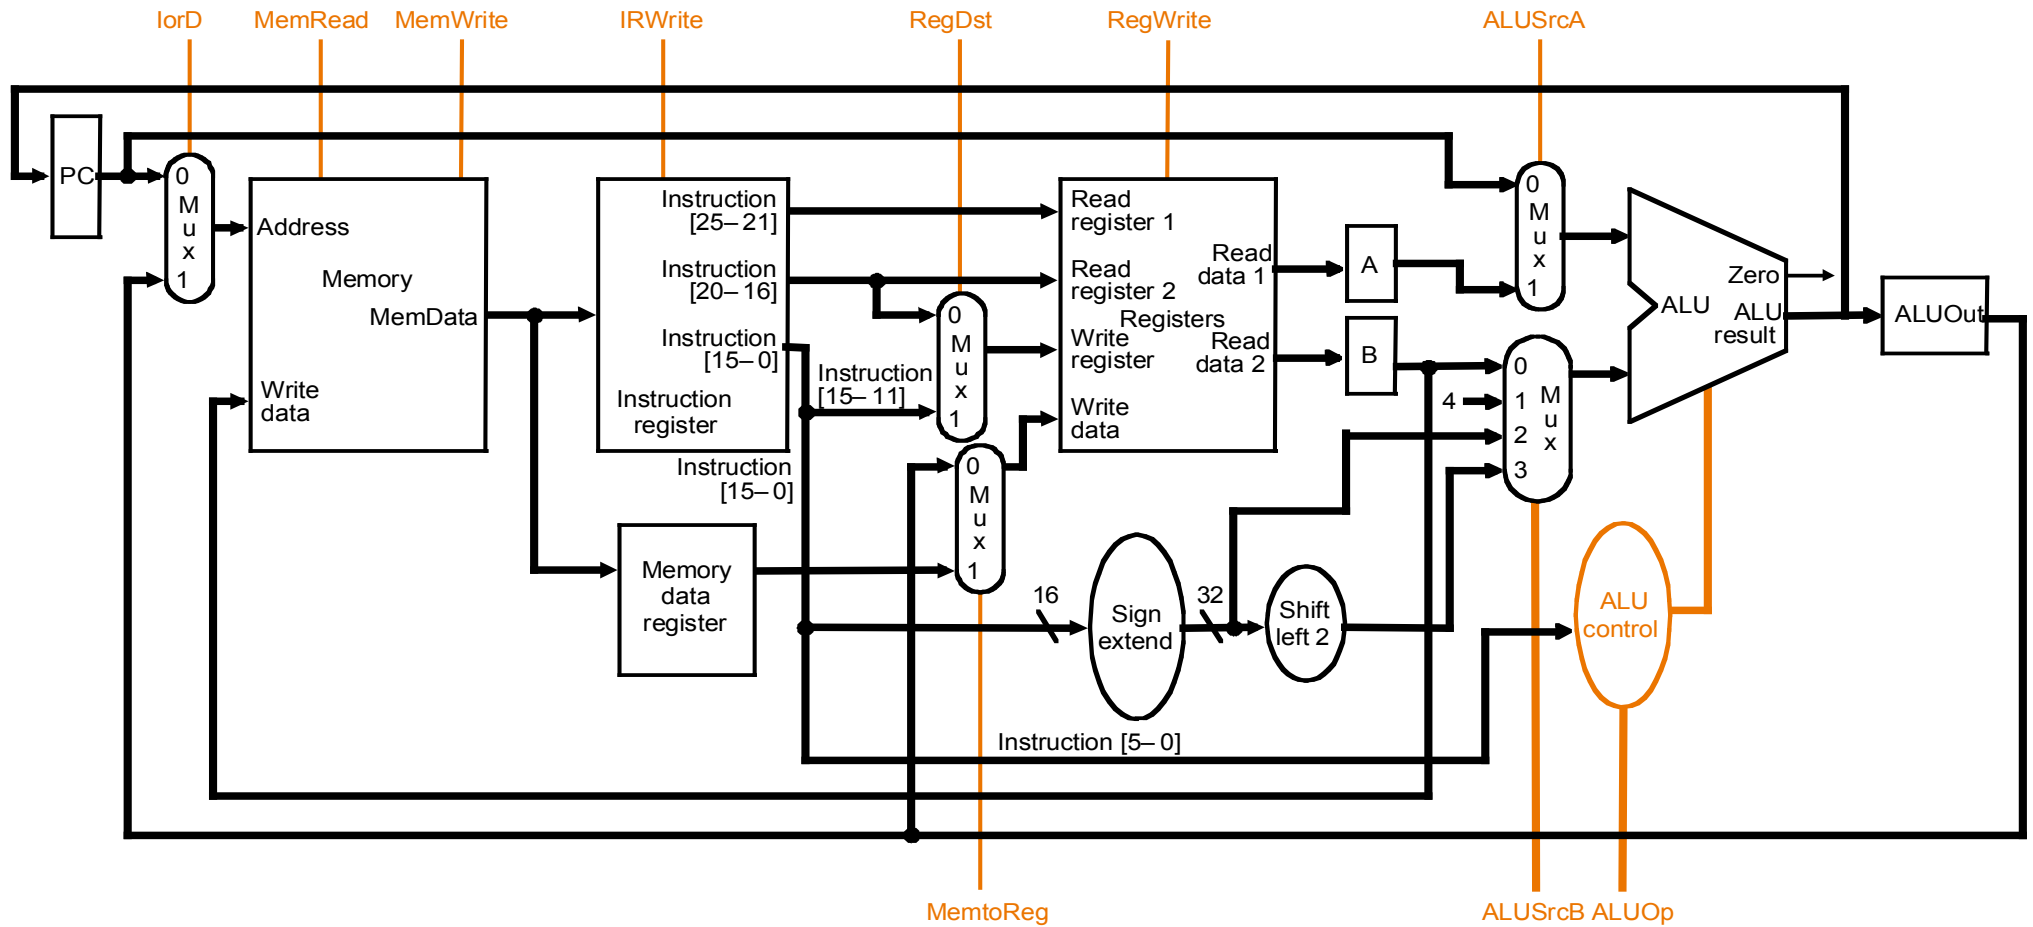 IorD MemRead MemWrite IRWrite RegDst RegWrite ALUSrcA
PC
0
M
u
x
1
Address
Memory
MemData
Write
data
Instruction
[25–21]
Instruction
[20–16]
Instruction
[15–0]
Instruction
register
Instruction
[15–0]
Memory
data
register
Instruction
[15–11]
0
M
u
x
1
0
M
u
x
1
Read
register 1
Read
register 2
Registers
Write
register
Write
data
Read
data 1
Read
data 2
16
Sign
extend
32
Shift
left 2
Instruction [5–0]
A
B
4
0
M
u
x
1
0
1
2
3
M
u
x
Zero
ALU
ALU
result
ALUOut
ALU
control
MemtoReg ALUSrcB ALUOp